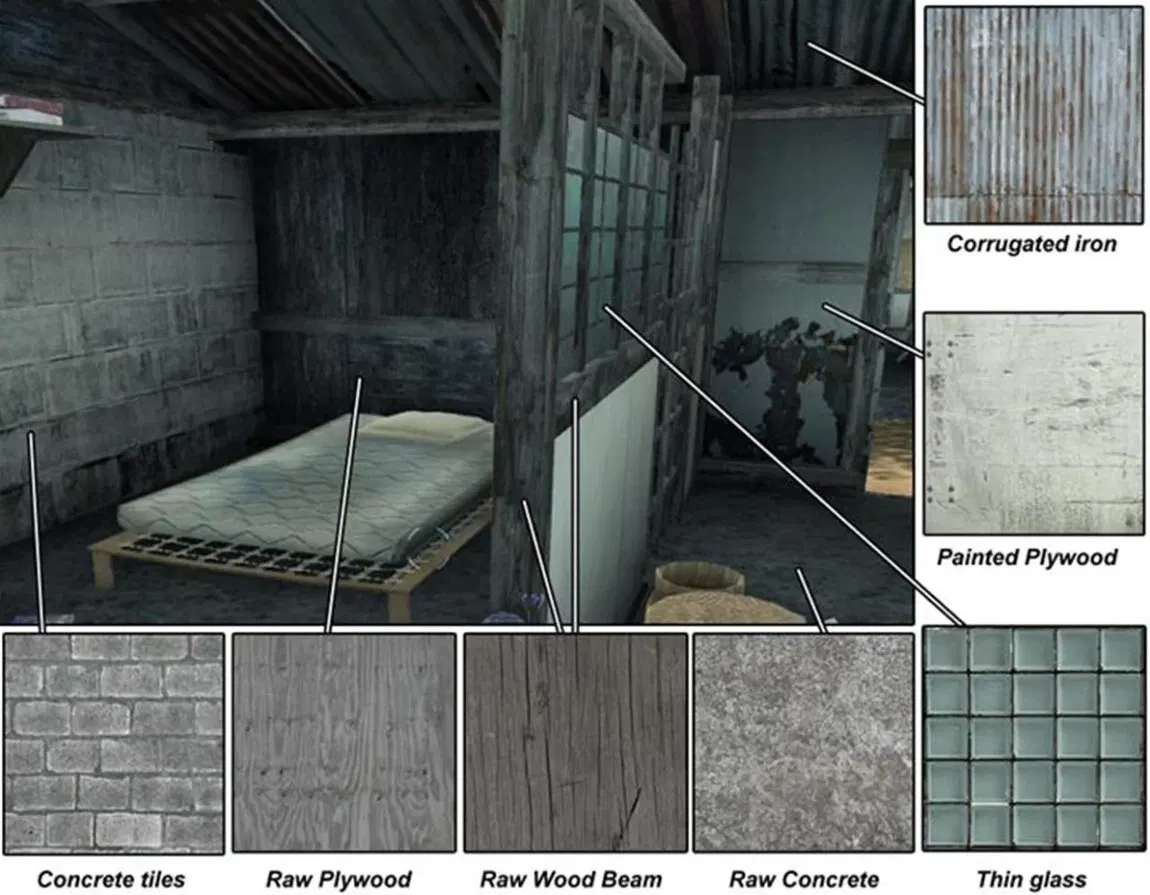 Corrugated iron
Painted Plywood
Concrete tiles
Raw Plywood
Raw Wood Beam
Raw Concrete
Thin glass